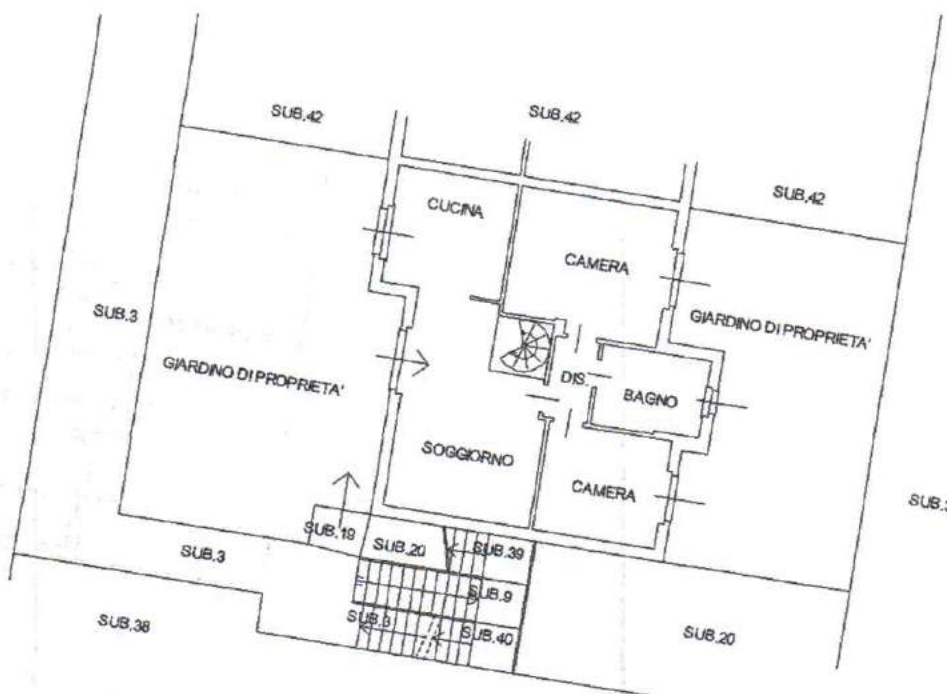 SUB.42
SUB.42
SUB.42
CUCINA
CAMERA
SUB.3
GIARDINO DI PROPRIETA'
GIARDINO DI PROPRIETA'
DIS.
BAGNO
SOGGIORNO
CAMERA
SUB.3
SUB.19
SUB.20
SUB.39
SUB.3
SUB.9
SUB.38
SUB.3
SUB.40
SUB.20